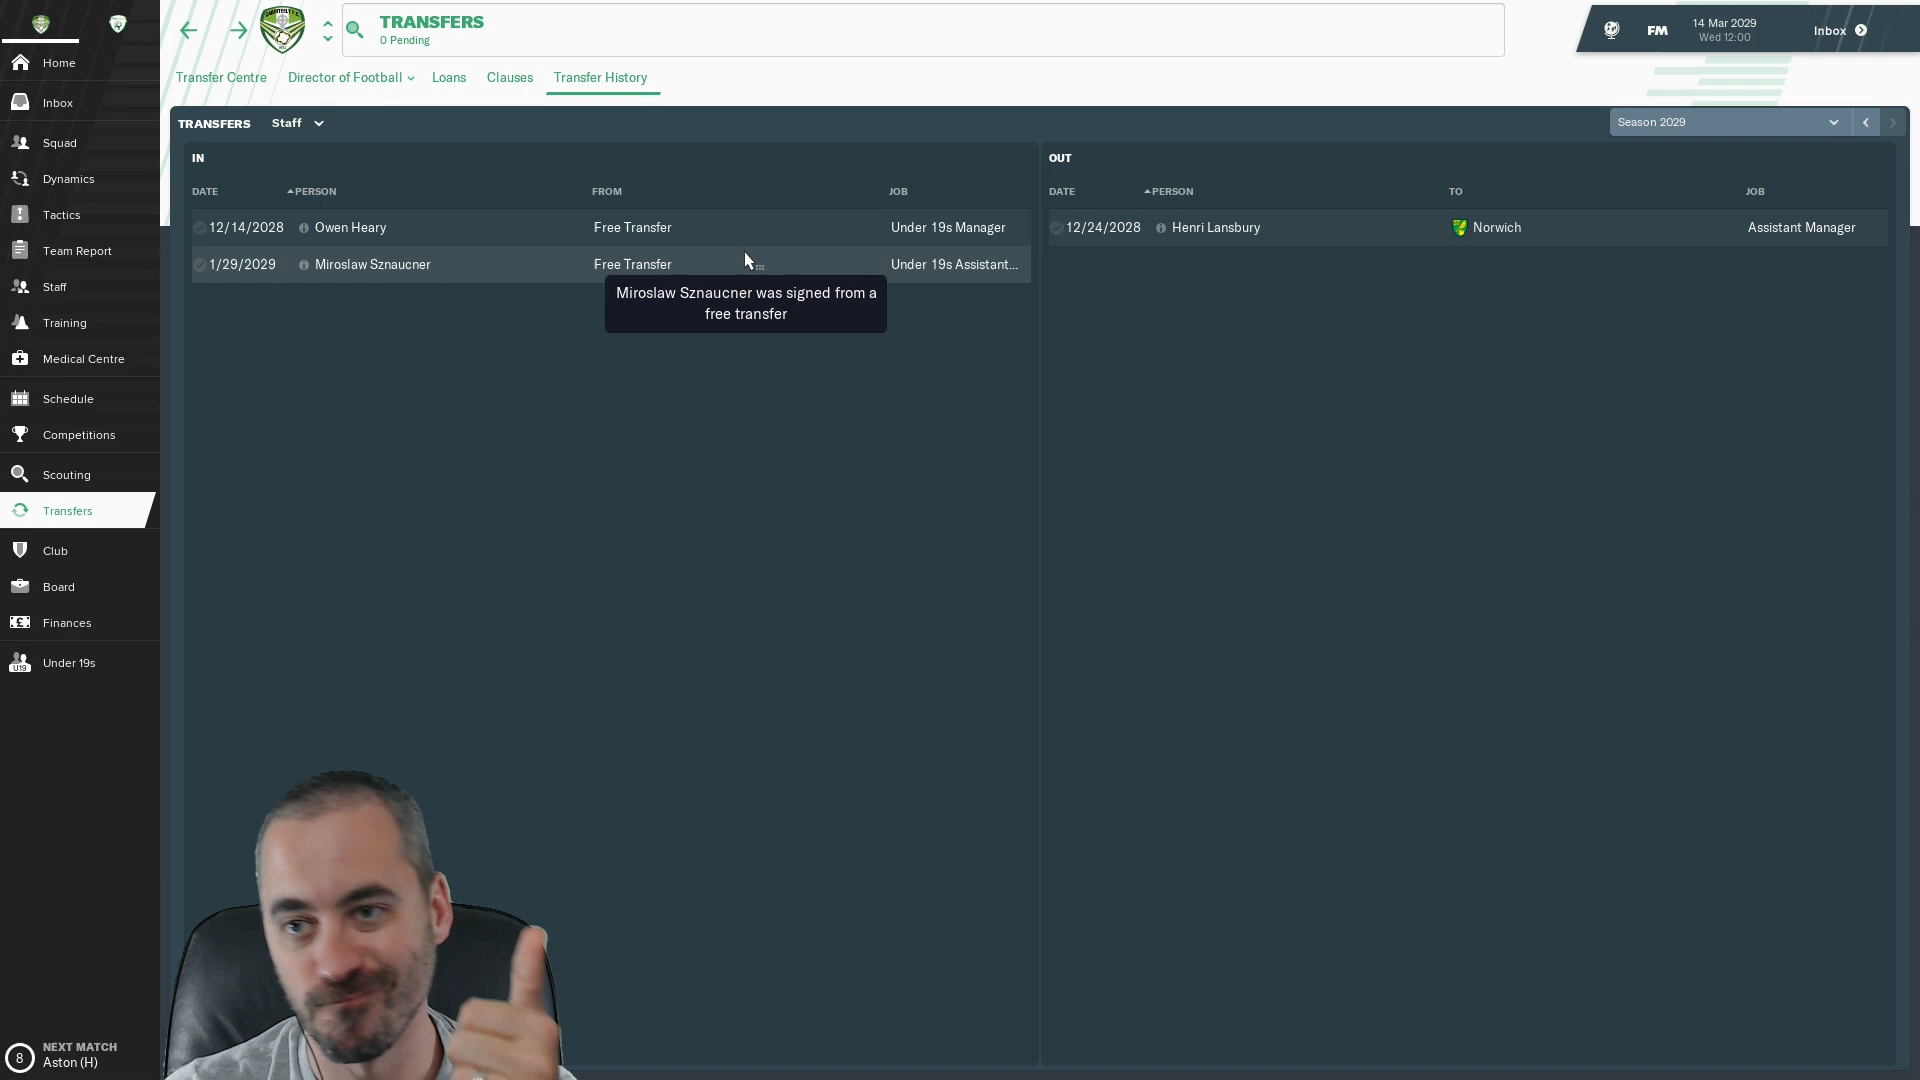 TRANSFERS
0 Pending
14 Mar 2029
Wed 12:00
FM
Inbox
Transfer Centre
Director of Football
Loans
Clauses
Transfer History
Home
Inbox
Squad
Dynamics
Tactics
Team Report
Staff
Training
Medical Centre
Schedule
Competitions
Scouting
Transfers
Club
Board
Finances
U19
Under 19s
8
NEXT MATCH
Aston (H)
TRANSFERS Staff
Season 2029
IN
DATE PERSON FROM JOB
12/14/2028 Owen Heary Free Transfer Under 19s Manager
1/29/2029 Miroslaw Sznaucner Free Transfer Under 19s Assistant...
Miroslaw Sznaucner was signed from a
free transfer
OUT
DATE PERSON TO JOB
12/24/2028 Henri Lansbury Norwich Assistant Manager